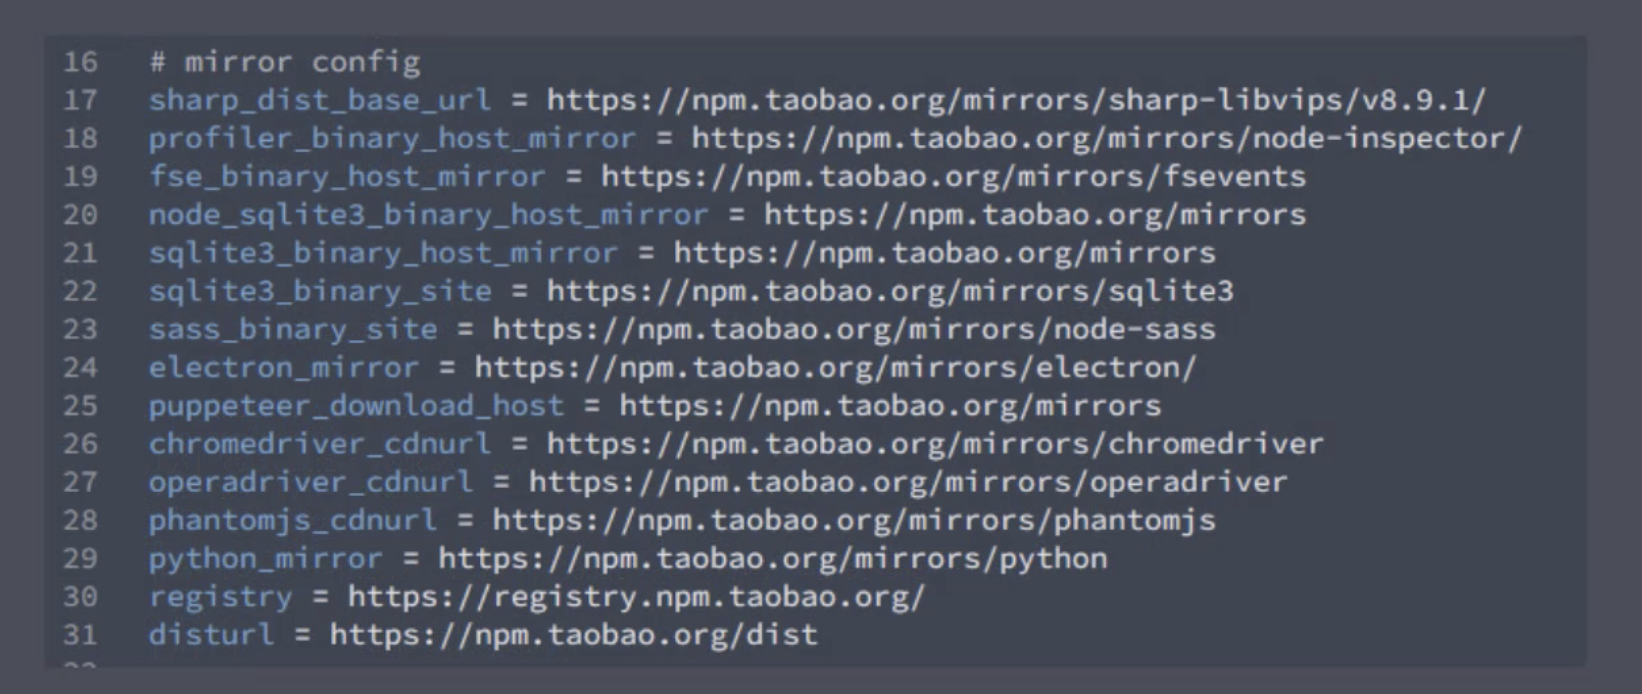 16 # mirror config
17 sharp_dist_base_url = https://npm.taobao.org/mirrors/sharp-libvips/v8.9.1/
18 profiler_binary_host_mirror = https://npm.taobao.org/mirrors/node-inspector/
19 fse_binary_host_mirror = https://npm.taobao.org/mirrors/fsevents
20 node_sqlite3_binary_host_mirror = https://npm.taobao.org/mirrors
21 sqlite3_binary_host_mirror = https://npm.taobao.org/mirrors
22 sqlite3_binary_site = https://npm.taobao.org/mirrors/sqlite3
23 sass_binary_site = https://npm.taobao.org/mirrors/node-sass
24 electron_mirror = https://npm.taobao.org/mirrors/electron/
25 puppeteer_download_host = https://npm.taobao.org/mirrors
26 chromedriver_cdnurl = https://npm.taobao.org/mirrors/chromedriver
27 operadriver_cdnurl = https://npm.taobao.org/mirrors/operadriver
28 phantomjs_cdnurl = https://npm.taobao.org/mirrors/phantomjs
29 python_mirror = https://npm.taobao.org/mirrors/python
30 registry = https://registry.npm.taobao.org/
31 disturl = https://npm.taobao.org/dist